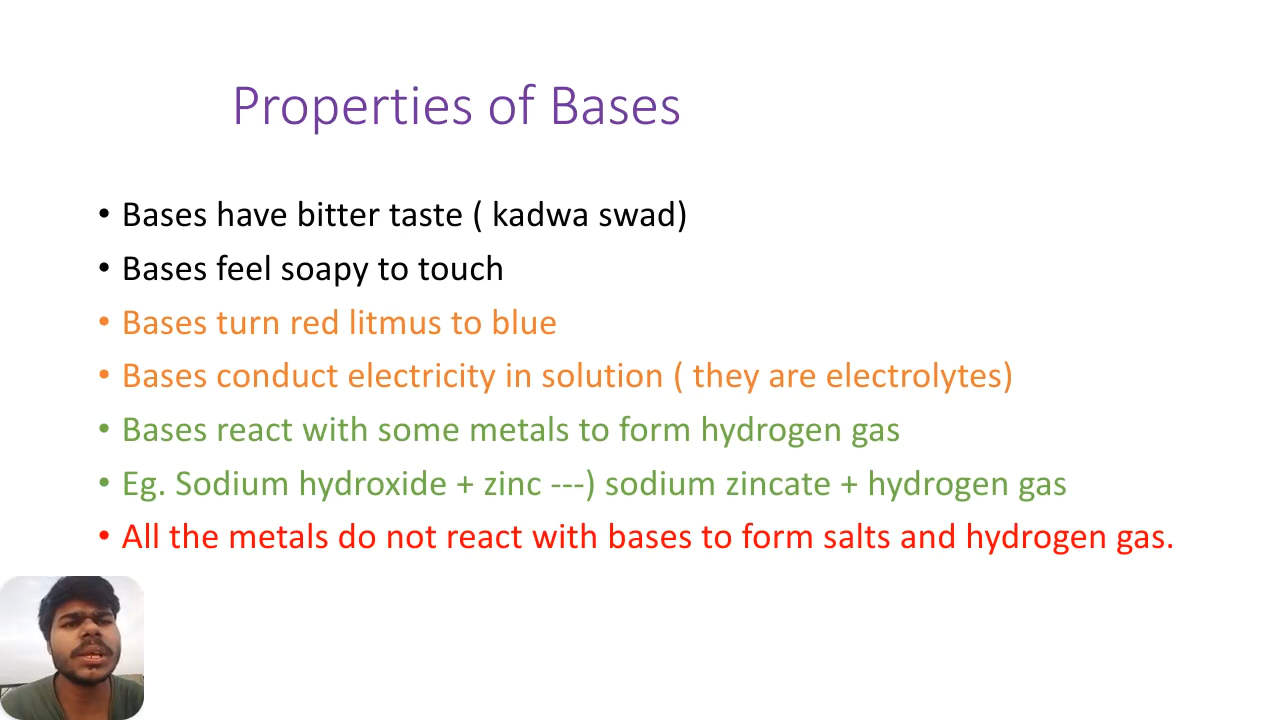 Properties of Bases
• Bases have bitter taste ( kadwa swad)
• Bases feel soapy to touch
• Bases turn red litmus to blue
• Bases conduct electricity in solution ( they are electrolytes)
• Bases react with some metals to form hydrogen gas
• Eg. Sodium hydroxide + zinc ---) sodium zincate + hydrogen gas
• All the metals do not react with bases to form salts and hydrogen gas.